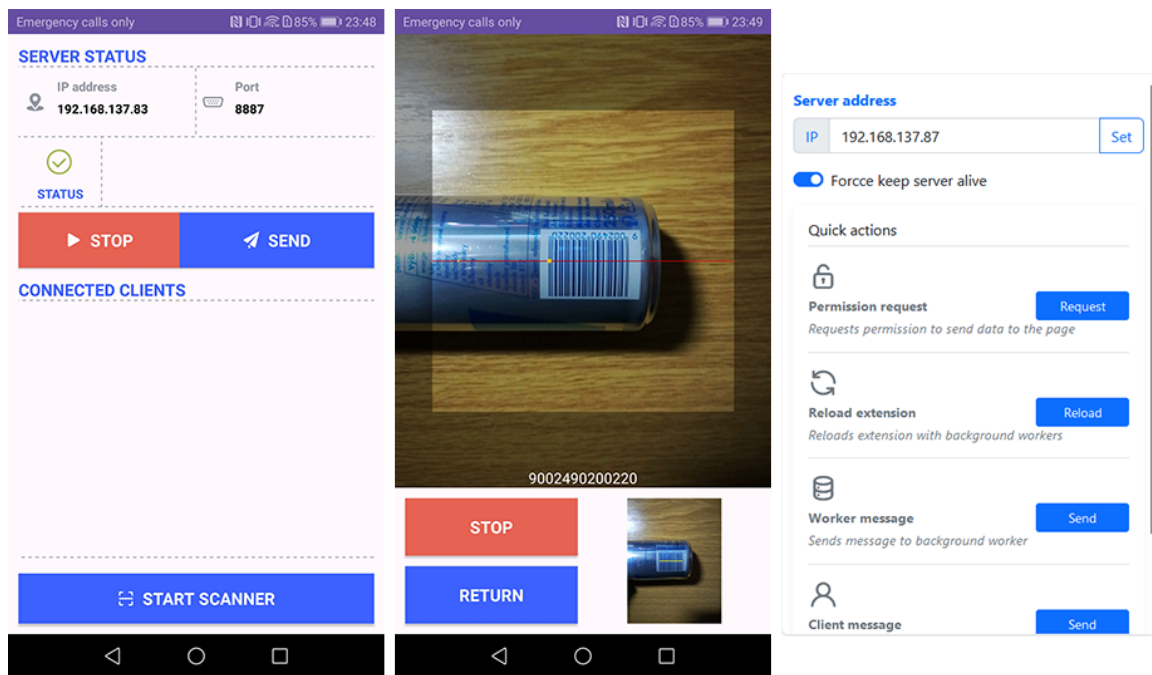 Emergency calls only
85% 23:48
SERVER STATUS
IP address
192.168.137.83
Port
8887
STATUS
STOP
SEND
CONNECTED CLIENTS
START SCANNER
Emergency calls only
85% 23:49
250ml
9002490200220
STOP
RETURN
Server address
IP
192.168.137.87
Set
Forcce keep server alive
Quick actions
Permission request
Request
Requests permission to send data to the page
Reload extension
Reload
Reloads extension with background workers
Worker message
Send
Sends message to background worker
Client message
Send